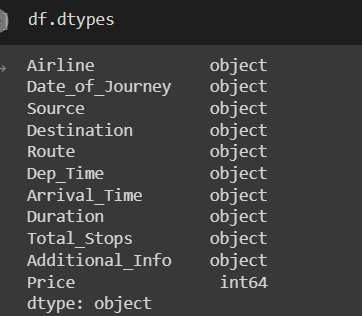 df.dtypes
Airline object
Date_of_Journey object
Source object
Destination object
Route object
Dep_Time object
Arrival_Time object
Duration object
Total_Stops object
Additional_Info object
Price int64
dtype: object